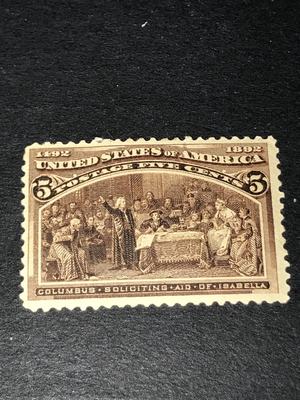 1492 1892
UNITED STATES OF AMERICA
5 POSTAGE FIVE CENTS 5
COLUMBUS • SOLICITING • AID • OF • ISABELLA